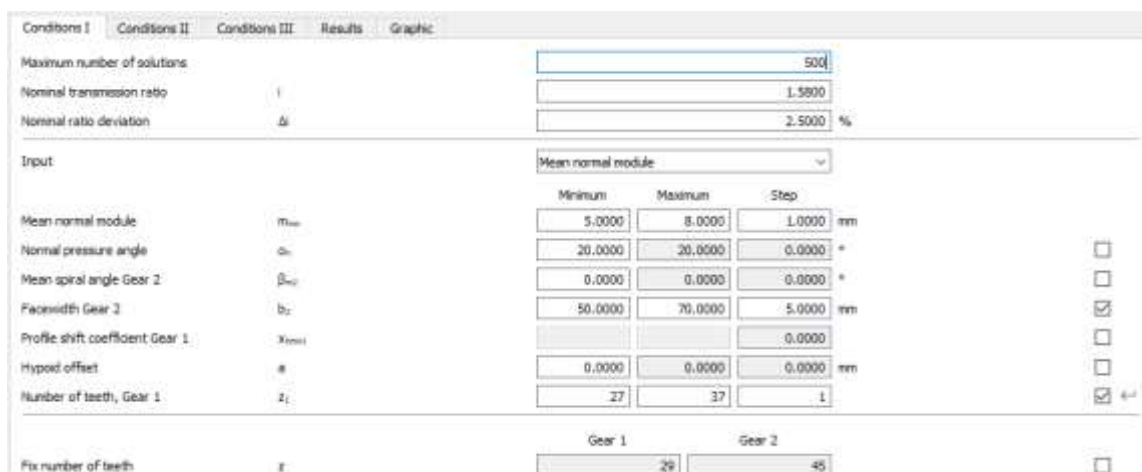 Conditions I Conditions II Conditions III Results Graphic
Maximum number of solutions 500
Nominal transmission ratio i 1.5800
Nominal ratio deviation Δi 2.5000 %
Input Mean normal module
Minimum Maximum Step
Mean normal module 5.0000 8.0000 1.0000 mm
Normal pressure angle αn 20.0000 20.0000 0.0000 °
Mean spiral angle Gear 2 βm2 0.0000 0.0000 0.0000 °
Facewidth Gear 2 b2 50.0000 70.0000 5.0000 mm
Profile shift coefficient Gear 1 0.0000
Hypoid offset a 0.0000 0.0000 0.0000 mm
Number of teeth, Gear 1 z1 27 37 1
Gear 1 Gear 2
Fix number of teeth z 29 45